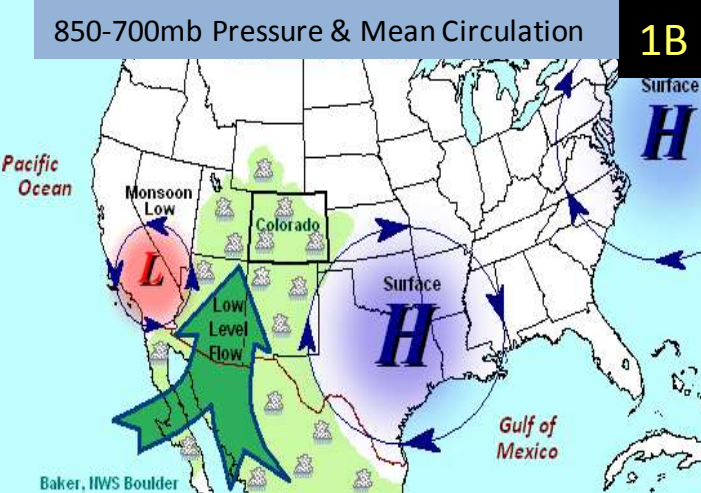 850-700mb Pressure & Mean Circulation
1B
Surface
H
Pacific
Ocean
Monsoon
Low
L
Colorado
Surface
H
Low
Level
Flow
Gulf of
Mexico
Baker, NWS Boulder